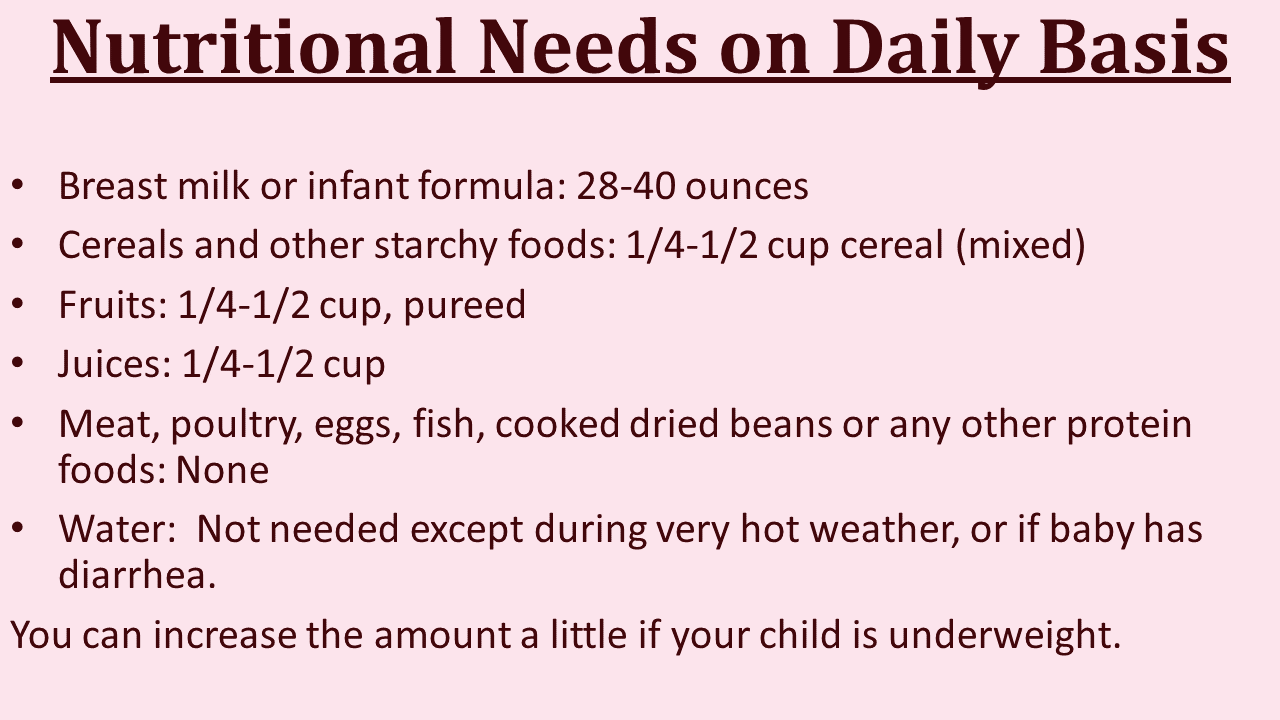 Nutritional Needs on Daily Basis
• Breast milk or infant formula: 28-40 ounces
• Cereals and other starchy foods: 1/4-1/2 cup cereal (mixed)
• Fruits: 1/4-1/2 cup, pureed
• Juices: 1/4-1/2 cup
• Meat, poultry, eggs, fish, cooked dried beans or any other protein
foods: None
• Water:  Not needed except during very hot weather, or if baby has
diarrhea.
You can increase the amount a little if your child is underweight.